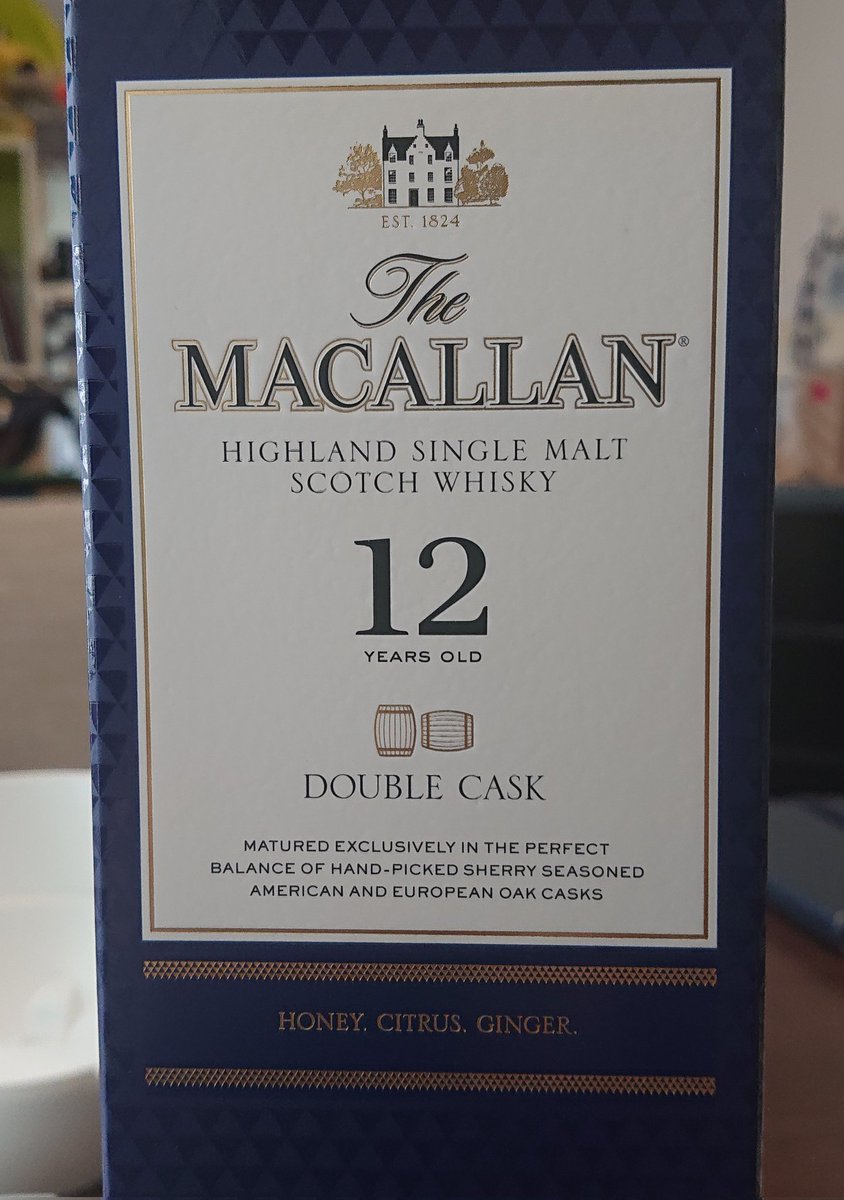 EST. 1824
The
MACALLAN®
HIGHLAND SINGLE MALT
SCOTCH WHISKY
12
YEARS OLD
DOUBLE CASK
MATURED EXCLUSIVELY IN THE PERFECT
BALANCE OF HAND-PICKED SHERRY SEASONED
AMERICAN AND EUROPEAN OAK CASKS
HONEY. CITRUS. GINGER.